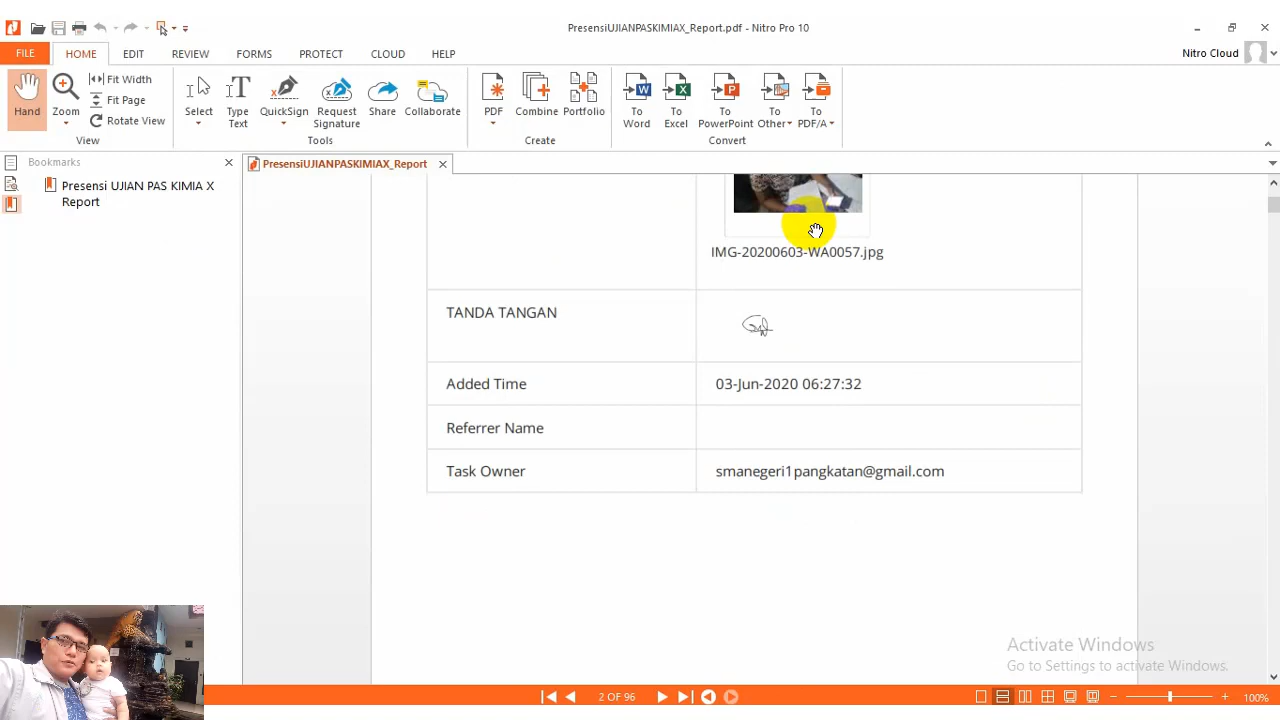 PresensiUJIANPASKIMIAX_Report.pdf - Nitro Pro 10
FILE HOME EDIT REVIEW FORMS PROTECT CLOUD HELP
Nitro Cloud
Hand
Zoom
Fit Width
Fit Page
Rotate View
View
Select
Type
Text
QuickSign
Request
Signature
Share
Collaborate
Tools
PDF
Combine
Portfolio
Create
To
Word
To
Excel
To
PowerPoint
To
Other
To
PDF/A
Convert
Bookmarks
PresensiUJIANPASKIMIAX_Report
Presensi UJIAN PAS KIMIA X
Report
IMG-20200603-WA0057.jpg
TANDA TANGAN
Added Time 03-Jun-2020 06:27:32
Referrer Name
Task Owner smanegeri1pangkatan@gmail.com
Activate Windows
Go to Settings to activate Windows.
2 OF 96
100%